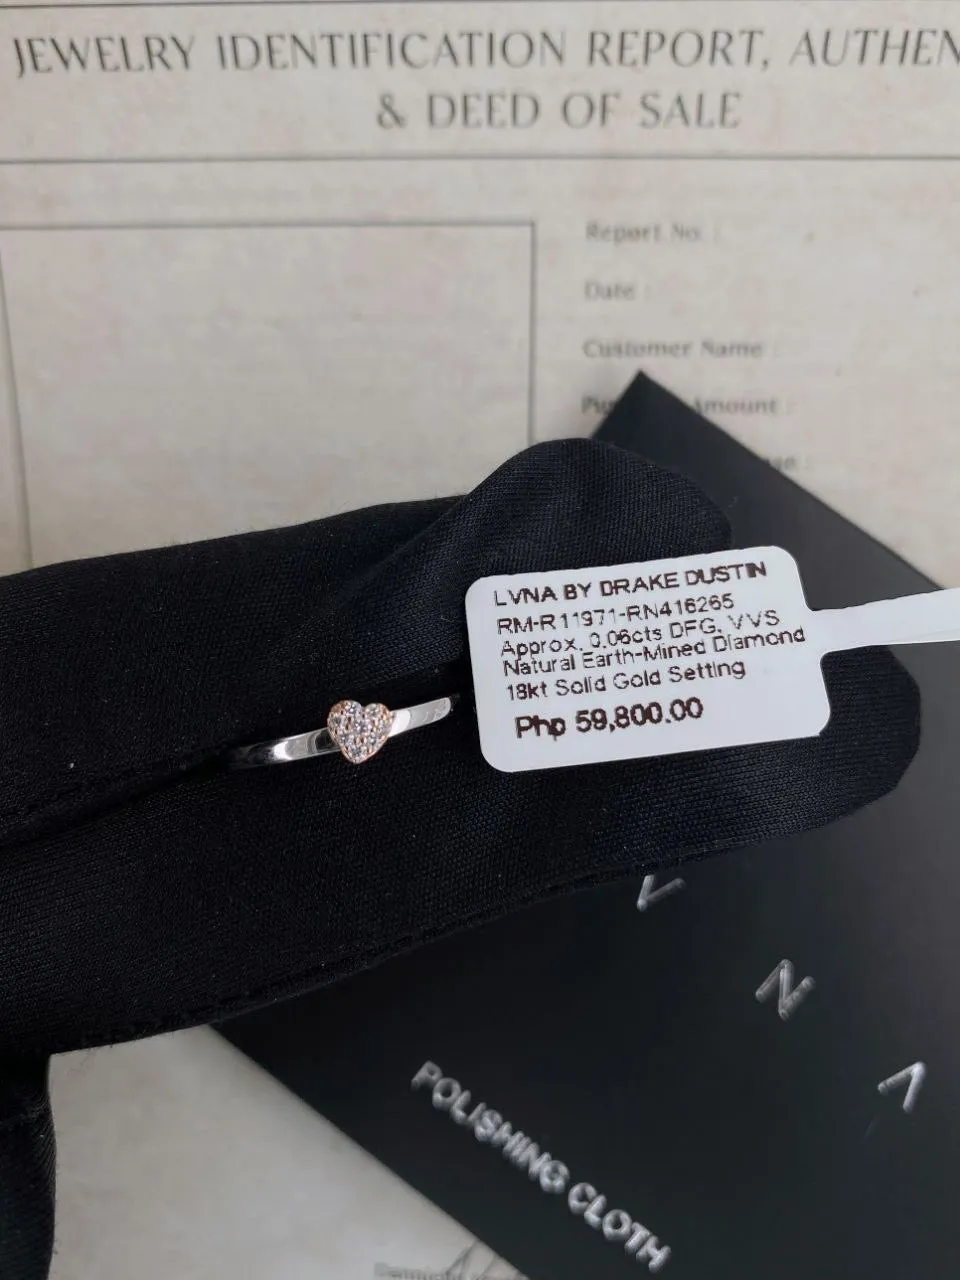 JEWELRY IDENTIFICATION REPORT, AUTHEN
& DEED OF SALE
Report No. :
Date :
Customer Name :
Amount :
LVNA BY DRAKE DUSTIN
RM-R11971-RN416265
Approx. 0.06cts DFG, VVS
Natural Earth-Mined Diamond
18kt Solid Gold Setting
Php 59,800.00
V
N
Λ
POLISHING CLOTH